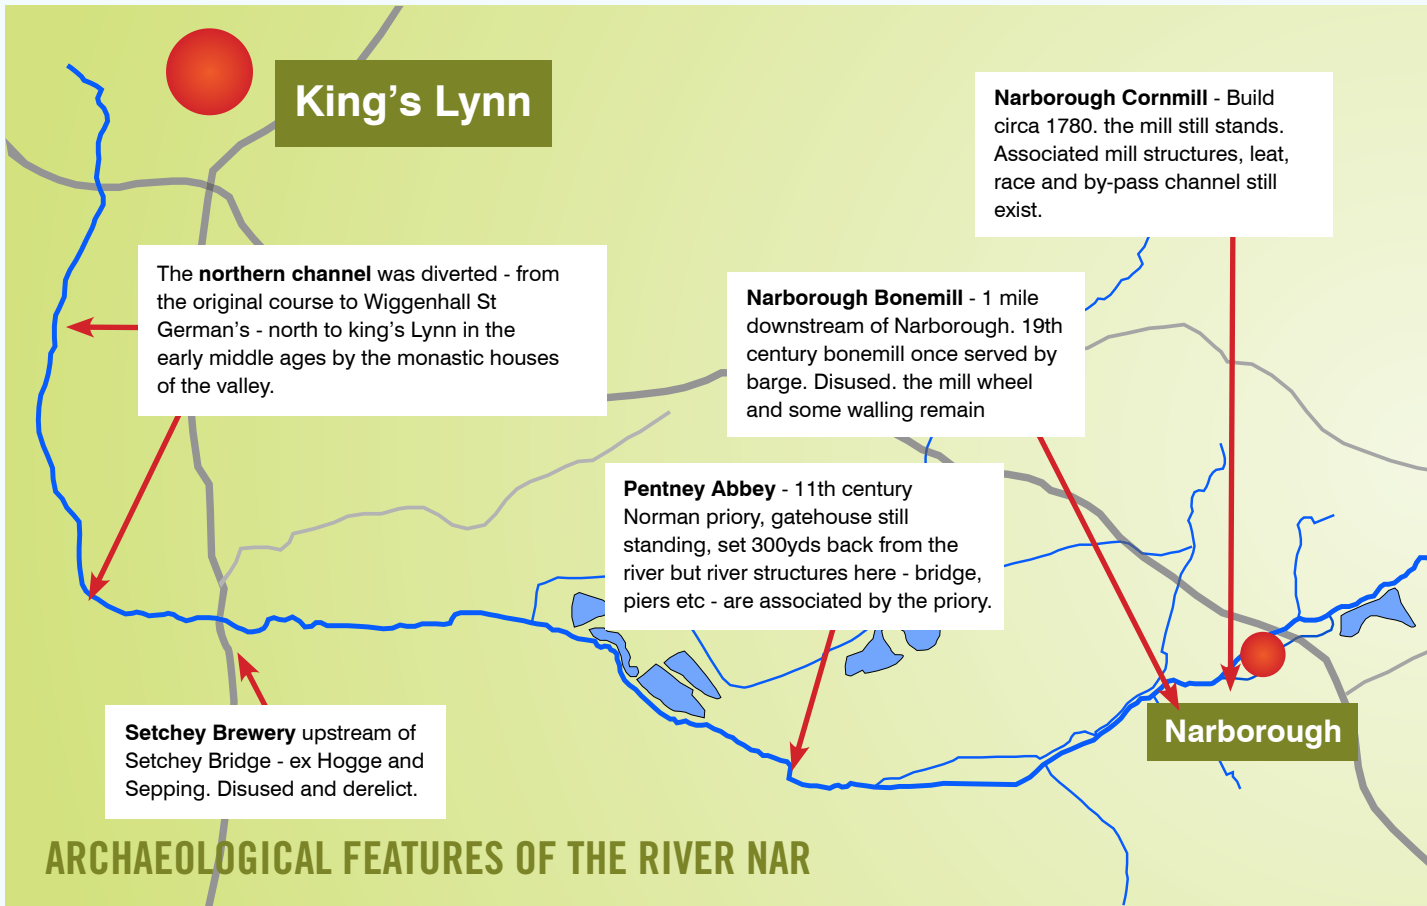 King's Lynn
Narborough Cornmill - Build
circa 1780. the mill still stands.
Associated mill structures, leat,
race and by-pass channel still
exist.
The northern channel was diverted - from
the original course to Wiggenhall St
German's - north to king's Lynn in the
early middle ages by the monastic houses
of the valley.
Narborough Bonemill - 1 mile
downstream of Narborough. 19th
century bonemill once served by
barge. Disused. the mill wheel
and some walling remain
Pentney Abbey - 11th century
Norman priory, gatehouse still
standing, set 300yds back from the
river but river structures here - bridge,
piers etc - are associated by the priory.
Setchey Brewery upstream of
Setchey Bridge - ex Hogge and
Sepping. Disused and derelict.
Narborough
ARCHAEOLOGICAL FEATURES OF THE RIVER NAR